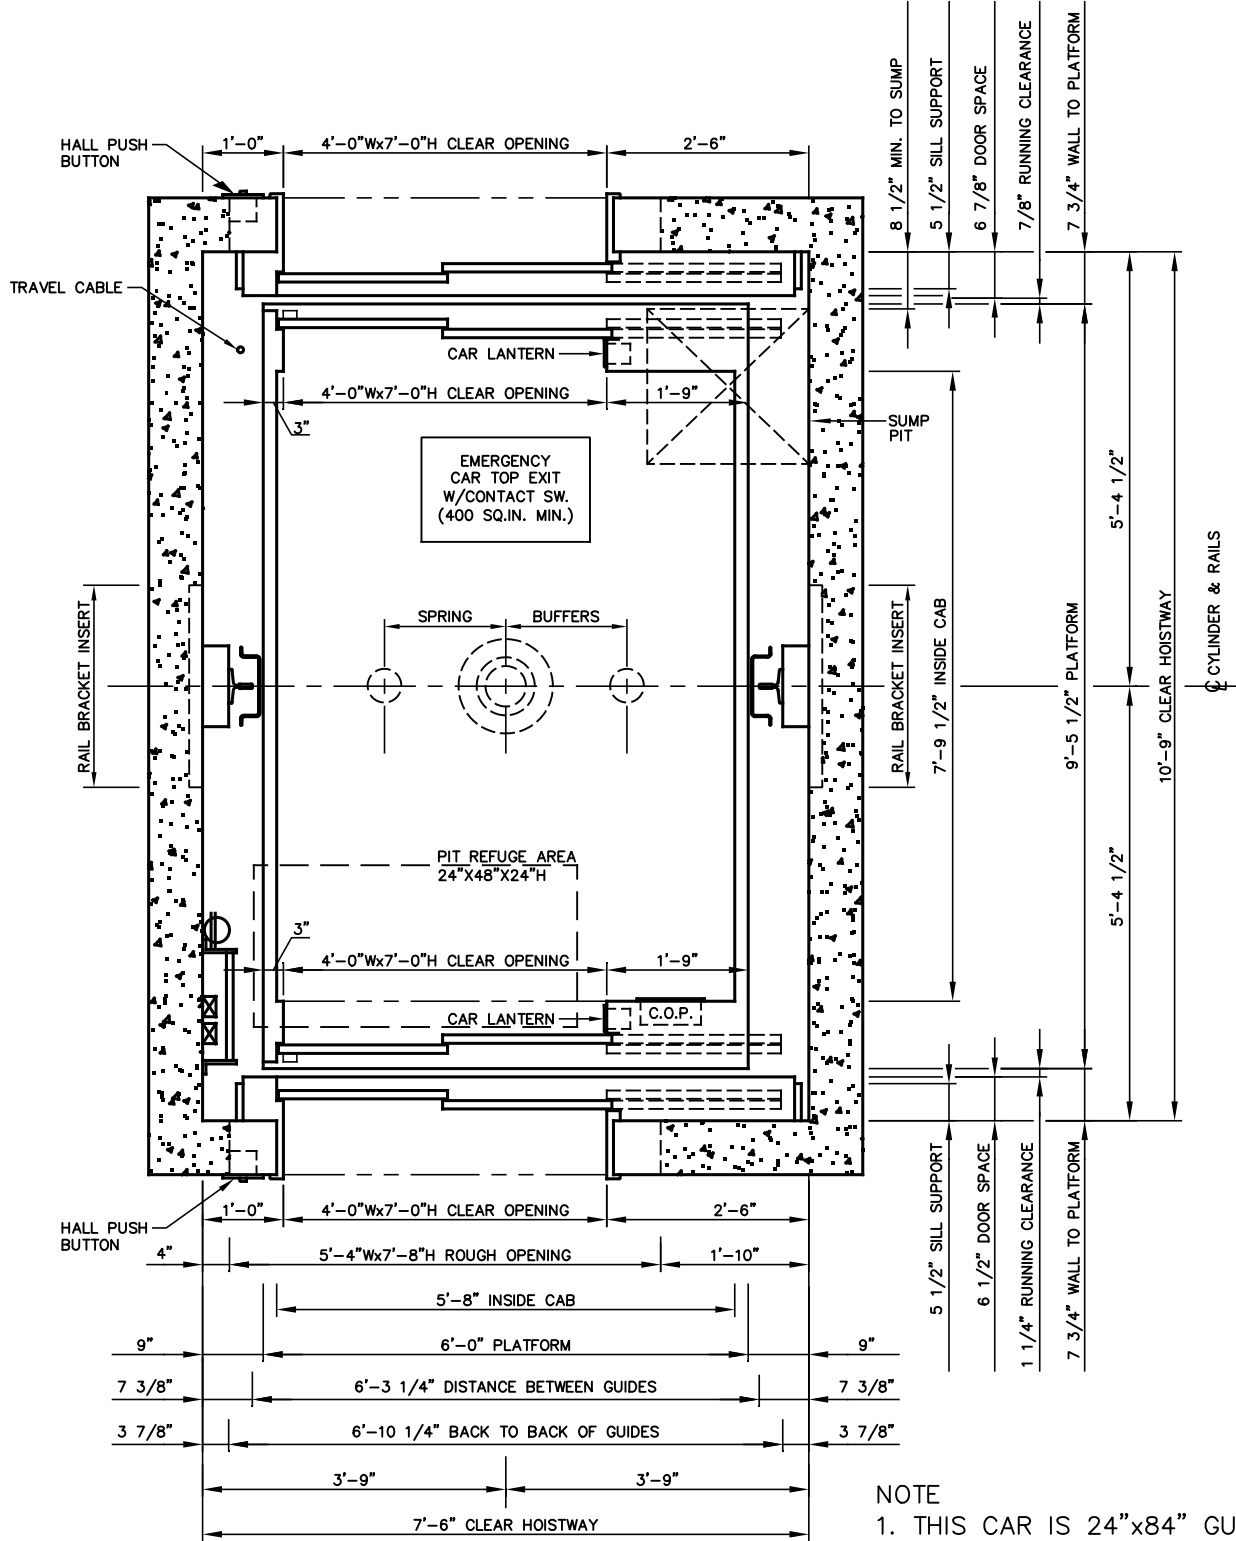 8 1/2" MIN. TO SUMP
5 1/2" SILL SUPPORT
6 7/8" DOOR SPACE
7/8" RUNNING CLEARANCE
7 3/4" WALL TO PLATFORM
HALL PUSH
BUTTON
1'-0"
4'-0"Wx7'-0"H CLEAR OPENING
2'-6"
TRAVEL CABLE
CAR LANTERN
4'-0"Wx7'-0"H CLEAR OPENING
1'-9"
3"
SUMP
PIT
EMERGENCY
CAR TOP EXIT
W/CONTACT SW.
(400 SQ.IN. MIN.)
5'-4 1/2"
SPRING
BUFFERS
RAIL BRACKET INSERT
RAIL BRACKET INSERT
7'-9 1/2" INSIDE CAB
9'-5 1/2" PLATFORM
10'-9" CLEAR HOISTWAY
CYLINDER & RAILS
PIT REFUGE AREA
24"X48"X24"H
5'-4 1/2"
3"
4'-0"Wx7'-0"H CLEAR OPENING
1'-9"
CAR LANTERN
C.O.P.
HALL PUSH
BUTTON
1'-0"
4'-0"Wx7'-0"H CLEAR OPENING
2'-6"
5 1/2" SILL SUPPORT
6 1/2" DOOR SPACE
1 1/4" RUNNING CLEARANCE
7 3/4" WALL TO PLATFORM
4"
5'-4"Wx7'-8"H ROUGH OPENING
1'-10"
5'-8" INSIDE CAB
9"
6'-0" PLATFORM
9"
7 3/8"
6'-3 1/4" DISTANCE BETWEEN GUIDES
7 3/8"
3 7/8"
6'-10 1/4" BACK TO BACK OF GUIDES
3 7/8"
3'-9"
3'-9"
7'-6" CLEAR HOISTWAY
NOTE
1. THIS CAR IS 24"x84" GU